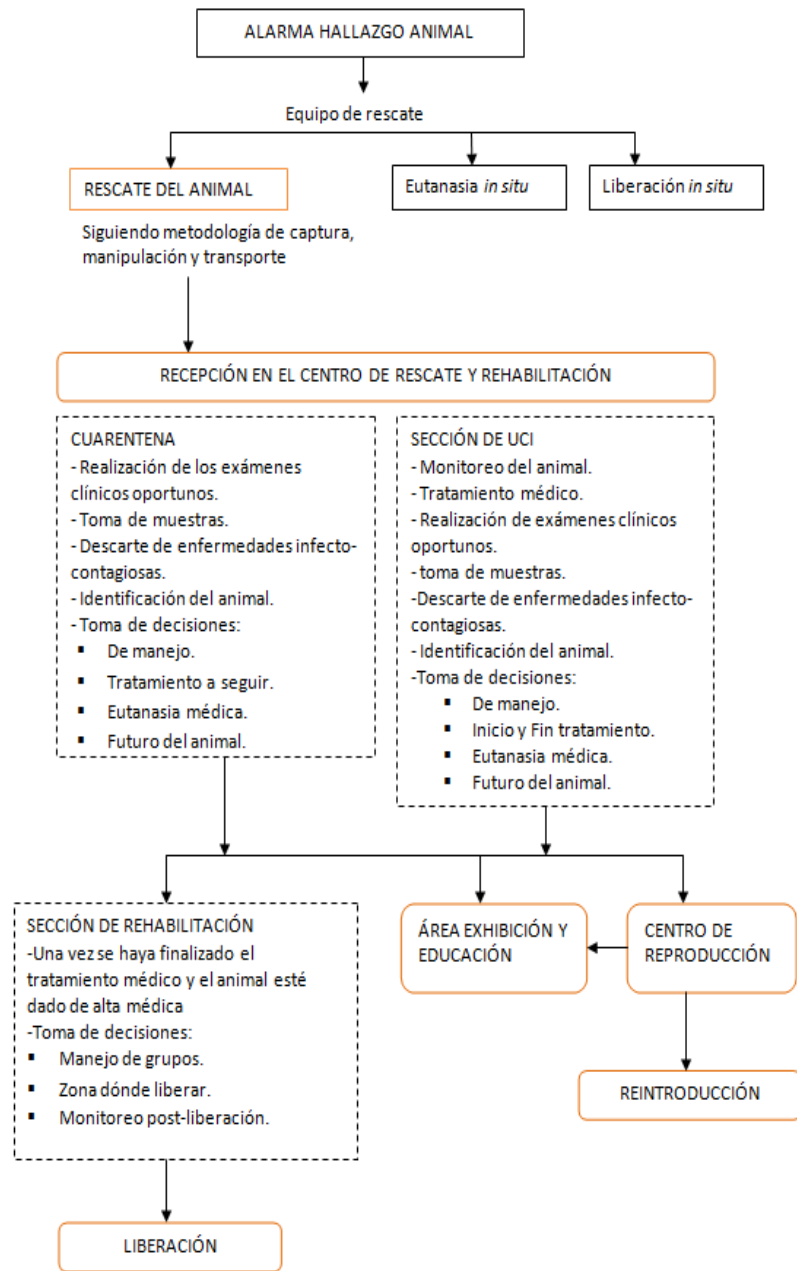 ALARMA HALLAZGO ANIMAL
Equipo de rescate
RESCATE DEL ANIMAL
Eutanasia in situ
Liberación in situ
Siguiendo metodología de captura,
manipulación y transporte
RECEPCIÓN EN EL CENTRO DE RESCATE Y REHABILITACIÓN
CUARENTENA
- Realización de los exámenes
clínicos oportunos.
- Toma de muestras.
- Descarte de enfermedades infecto-
contagiosas.
- Identificación del animal.
- Toma de decisiones:
▪ De manejo.
▪ Tratamiento a seguir.
▪ Eutanasia médica.
▪ Futuro del animal.
SECCIÓN DE UCI
- Monitoreo del animal.
- Tratamiento médico.
- Realización de exámenes clínicos
oportunos.
- toma de muestras.
-Descarte de enfermedades infecto-
contagiosas.
- Identificación del animal.
-Toma de decisiones:
▪ De manejo.
▪ Inicio y Fin tratamiento.
▪ Eutanasia médica.
▪ Futuro del animal.
SECCIÓN DE REHABILITACIÓN
-Una vez se haya finalizado el
tratamiento médico y el animal esté
dado de alta médica
-Toma de decisiones:
▪ Manejo de grupos.
▪ Zona dónde liberar.
▪ Monitoreo post-liberación.
ÁREA EXHIBICIÓN Y
EDUCACIÓN
CENTRO DE
REPRODUCCIÓN
REINTRODUCCIÓN
LIBERACIÓN